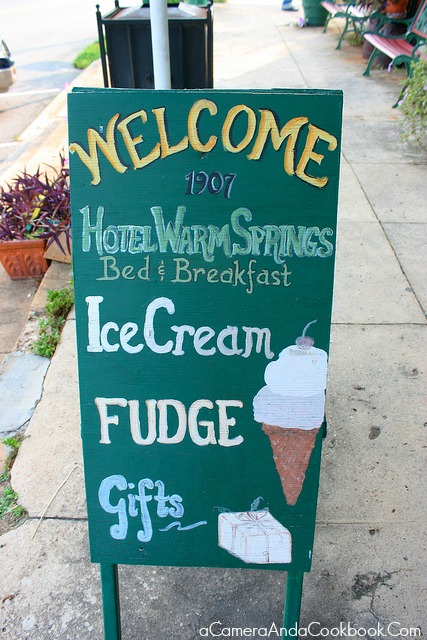 WELCOME
1907
HOTEL WARM SPRINGS
Bed & Breakfast
Ice Cream
FUDGE
Gifts
aCameraAndaCookbook.Com